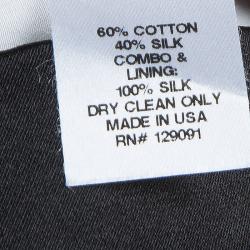 60% COTTON
40% SILK
COMBO &
LINING:
100% SILK
DRY CLEAN ONLY
MADE IN USA
RN# 129091